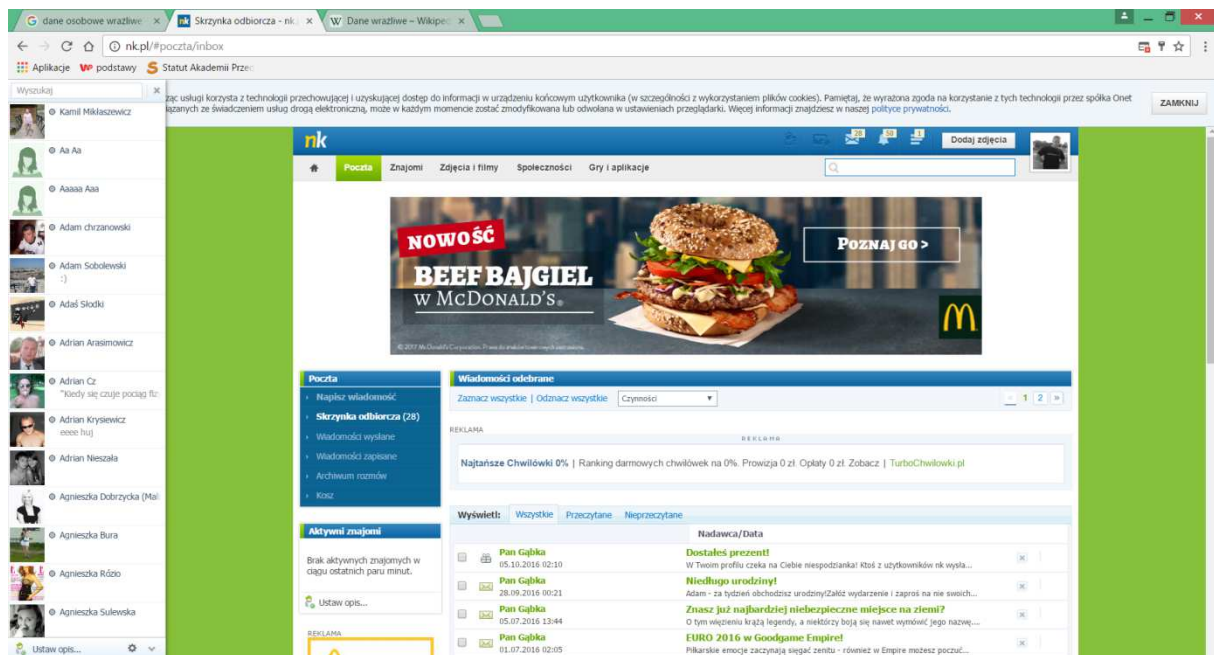 dane osobowe wrażliwe
Skrzynka odbiorcza - nk.
Dane wrażliwe – Wikiped
nk.pl/#poczta/inbox
Aplikacje
podstawy
Statut Akademii Przed
Wyszukaj
Kamil Mikłaszewicz
Aa Aa
Aaaaa Aaa
Adam chrzanowski
Adam Sobolewski
:)
Adaś Słodki
Adrian Arasimowicz
Adrian Cz
"Kiedy się czuje pociąg fiz
Adrian Krysiewicz
eeee huj
Adrian Nieszała
Agnieszka Dobrzycka (Mal
Agnieszka Bura
Agnieszka Rózio
Agnieszka Sulewska
Ustaw opis...
ząc usługi korzysta z technologii przechowującej i uzyskującej dostęp do informacji w urządzeniu końcowym użytkownika (w szczególności z wykorzystaniem plików cookies). Pamiętaj, że wyrażona zgoda na korzystanie z tych technologii przez spółka Onet
iązanych ze świadczeniem usług drogą elektroniczną, może w każdym momencie zostać zmodyfikowana lub odwołana w ustawieniach przeglądarki. Więcej informacji znajdziesz w naszej polityce prywatności.
ZAMKNIJ
nk
28
50
1
Dodaj zdjęcia
Poczta
Znajomi
Zdjęcia i filmy
Społeczności
Gry i aplikacje
NOWOŚĆ
BEEF BAJGIEL
W MCDONALD'S®
POZNAJ GO >
Poczta
Napisz wiadomość
Skrzynka odbiorcza (28)
Wiadomości wysłane
Wiadomości zapisane
Archiwum rozmów
Kosz
Aktywni znajomi
Brak aktywnych znajomych w
ciągu ostatnich paru minut.
Ustaw opis...
REKLAMA
Wiadomości odebrane
Zaznacz wszystkie | Odznacz wszystkie
Czynności
« 1 2 »
REKLAMA
REKLAMA
Najtańsze Chwilówki 0% | Ranking darmowych chwilówek na 0%. Prowizja 0 zł. Opłaty 0 zł. Zobacz | TurboChwilowki.pl
Wyświetl: Wszystkie Przeczytane Nieprzeczytane
Nadawca/Data
Pan Gąbka
05.10.2016 02:10
Dostałeś prezent!
W Twoim profilu czeka na Ciebie niespodzianka! Ktoś z użytkowników nk wysła...
Pan Gąbka
28.09.2016 00:21
Niedługo urodziny!
Adam - za tydzień obchodzisz urodziny!Załóż wydarzenie i zaproś na nie swoich...
Pan Gąbka
05.07.2016 13:44
Znasz już najbardziej niebezpieczne miejsce na ziemi?
O tym więzieniu krążą legendy, a niektórzy boją się nawet wymówić jego nazwę....
Pan Gąbka
01.07.2016 02:05
EURO 2016 w Goodgame Empire!
Piłkarskie emocje zaczynają sięgać zenitu - również w Empire możesz poczuć...